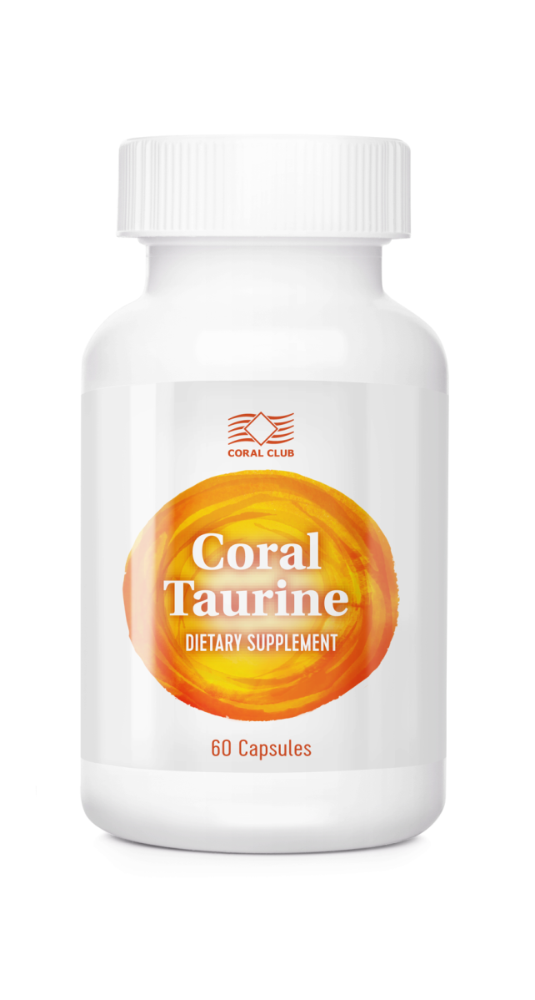 CORAL CLUB
Coral
Taurine
DIETARY SUPPLEMENT
60 Capsules